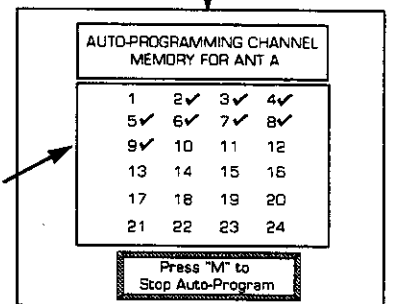 AUTO-PROGRAMMING CHANNEL
MEMORY FOR ANT A
1 2✓ 3✓ 4✓
5✓ 6✓ 7✓ 8✓
9✓ 10 11 12
13 14 15 16
17 18 19 20
21 22 23 24
Press "M" to
Stop Auto-Program